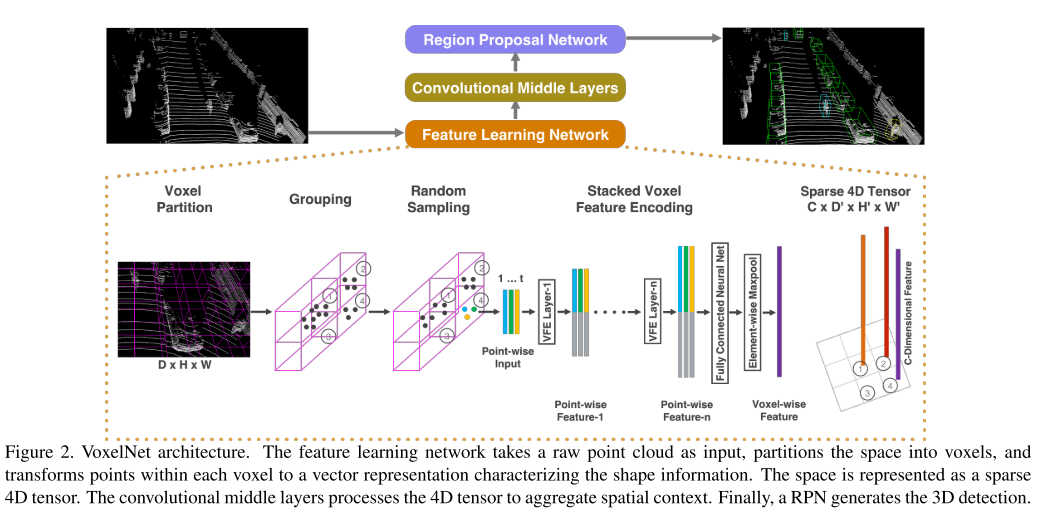 Region Proposal Network
Convolutional Middle Layers
Feature Learning Network
Voxel
Partition
Grouping
Random
Sampling
Stacked Voxel
Feature Encoding
Sparse 4D Tensor
C x D' x H' x W'
D x H x W
1
2
3
4
1
2
3
4
1 ... t
Point-wise
Input
VFE Layer-1
Point-wise
Feature-1
VFE Layer-n
Point-wise
Feature-n
Fully Connected Neural Net
Element-wise Maxpool
Voxel-wise
Feature
1
2
3
4
C-Dimensional Feature
Figure 2. VoxelNet architecture. The feature learning network takes a raw point cloud as input, partitions the space into voxels, and
transforms points within each voxel to a vector representation characterizing the shape information. The space is represented as a sparse
4D tensor. The convolutional middle layers processes the 4D tensor to aggregate spatial context. Finally, a RPN generates the 3D detection.